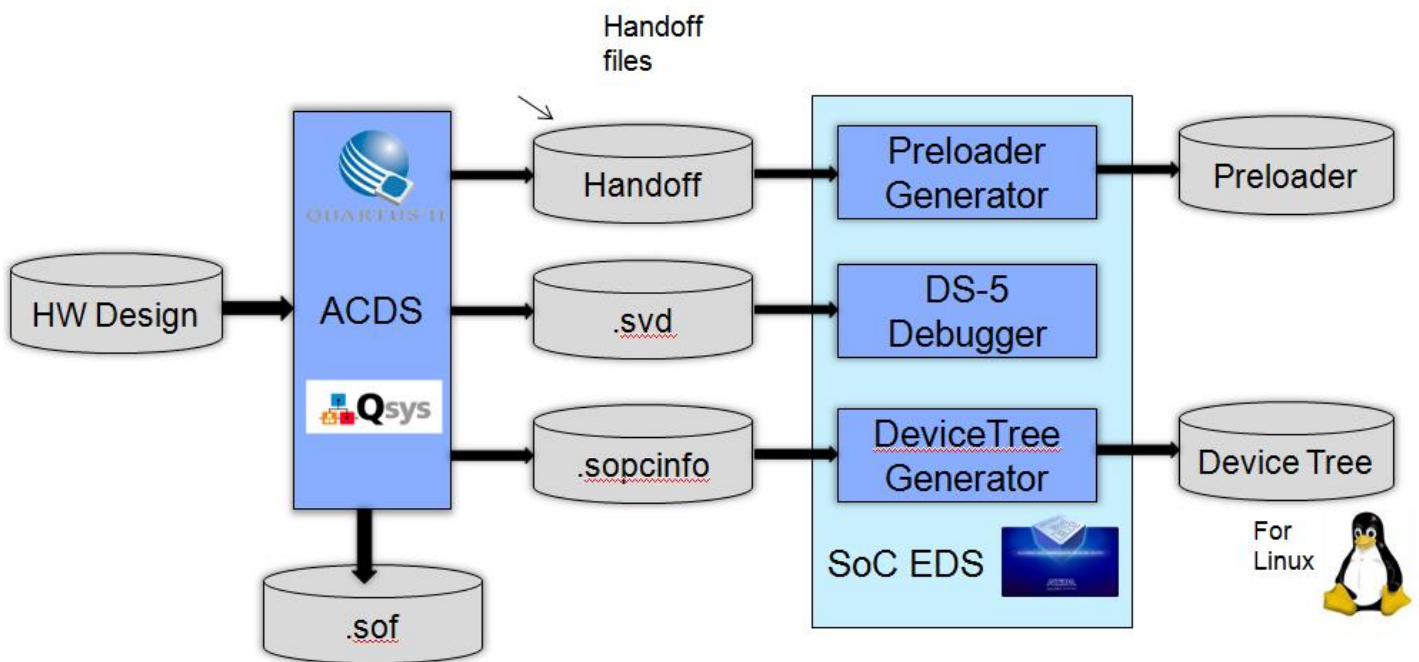 Handoff
files
QUARTUS II
Handoff
Preloader
Generator
Preloader
HW Design
ACDS
.svd
DS-5
Debugger
Qsys
.sopcinfo
DeviceTree
Generator
Device Tree
SoC EDS
For
Linux
.sof